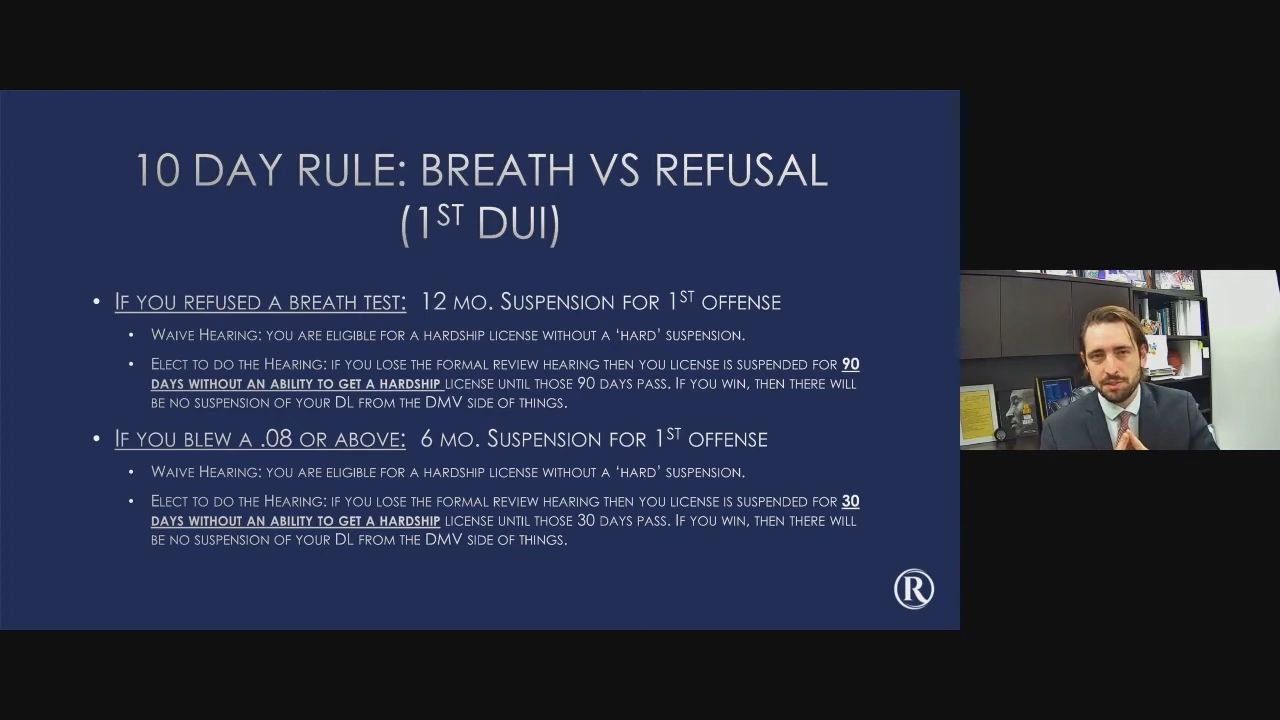 10 DAY RULE: BREATH VS REFUSAL
(1ST DUI)
• IF YOU REFUSED A BREATH TEST: 12 MO. SUSPENSION FOR 1ST OFFENSE
• WAIVE HEARING: YOU ARE ELIGIBLE FOR A HARDSHIP LICENSE WITHOUT A ‘HARD’ SUSPENSION.
• ELECT TO DO THE HEARING: IF YOU LOSE THE FORMAL REVIEW HEARING THEN YOU LICENSE IS SUSPENDED FOR 90
DAYS WITHOUT AN ABILITY TO GET A HARDSHIP LICENSE UNTIL THOSE 90 DAYS PASS. IF YOU WIN, THEN THERE WILL
BE NO SUSPENSION OF YOUR DL FROM THE DMV SIDE OF THINGS.
• IF YOU BLEW A .08 OR ABOVE: 6 MO. SUSPENSION FOR 1ST OFFENSE
• WAIVE HEARING: YOU ARE ELIGIBLE FOR A HARDSHIP LICENSE WITHOUT A ‘HARD’ SUSPENSION.
• ELECT TO DO THE HEARING: IF YOU LOSE THE FORMAL REVIEW HEARING THEN YOU LICENSE IS SUSPENDED FOR 30
DAYS WITHOUT AN ABILITY TO GET A HARDSHIP LICENSE UNTIL THOSE 30 DAYS PASS. IF YOU WIN, THEN THERE WILL
BE NO SUSPENSION OF YOUR DL FROM THE DMV SIDE OF THINGS.
R